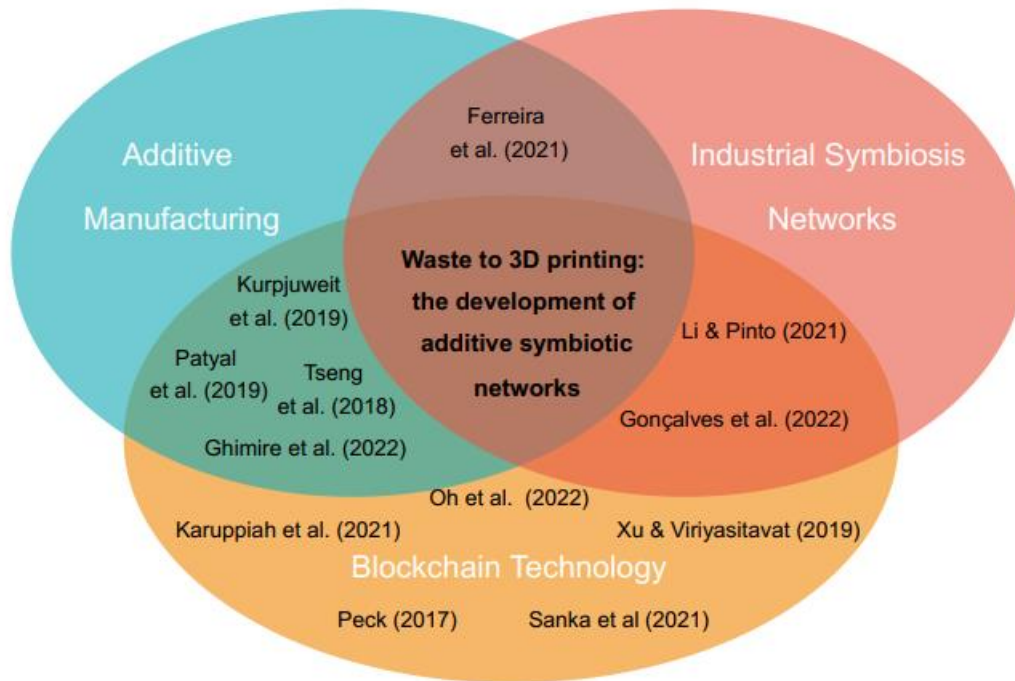 Ferreira
et al. (2021)
Additive
Manufacturing
Industrial Symbiosis
Networks
Waste to 3D printing:
the development of
additive symbiotic
networks
Kurpjuweit
et al. (2019)
Patyal
et al. (2019)
Tseng
et al. (2018)
Ghimire et al. (2022)
Li & Pinto (2021)
Gonçalves et al. (2022)
Oh et al. (2022)
Karuppiah et al. (2021)
Xu & Viriyasitavat (2019)
Blockchain Technology
Peck (2017)
Sanka et al (2021)